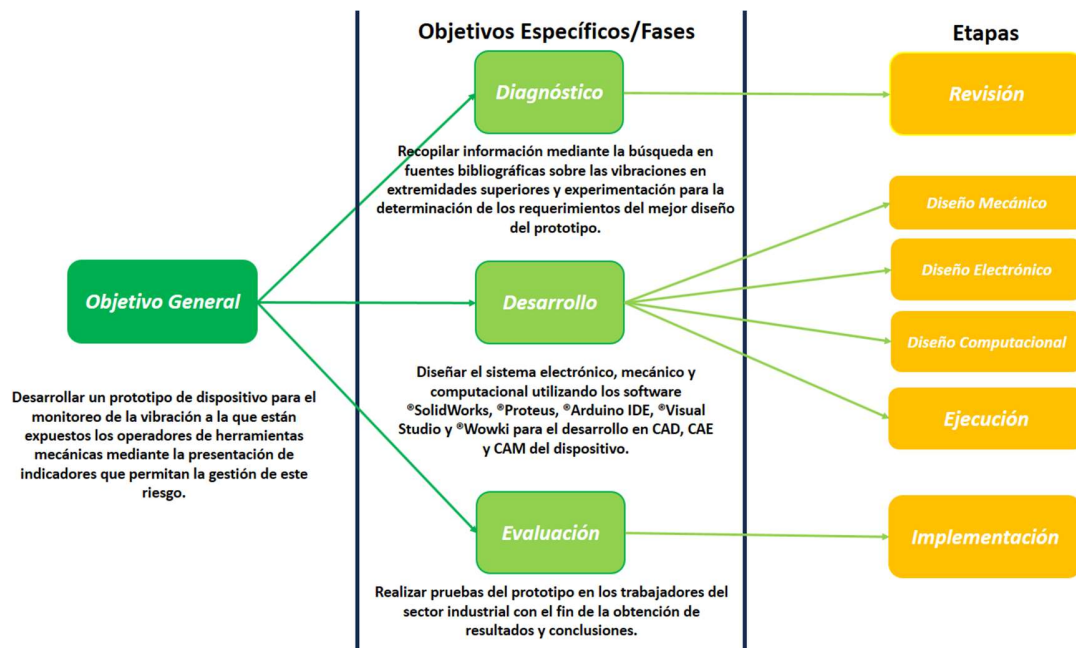 Objetivo General
Desarrollar un prototipo de dispositivo para el
monitoreo de la vibración a la que están
expuestos los operadores de herramientas
mecánicas mediante la presentación de
indicadores que permitan la gestión de este
riesgo.
Objetivos Específicos/Fases
Diagnóstico
Recopilar información mediante la búsqueda en
fuentes bibliográficas sobre las vibraciones en
extremidades superiores y experimentación para la
determinación de los requerimientos del mejor diseño
del prototipo.
Desarrollo
Diseñar el sistema electrónico, mecánico y
computacional utilizando los software
®SolidWorks, ®Proteus, ®Arduino IDE, ®Visual
Studio y ®Wowki para el desarrollo en CAD, CAE
y CAM del dispositivo.
Evaluación
Realizar pruebas del prototipo en los trabajadores del
sector industrial con el fin de la obtención de
resultados y conclusiones.
Etapas
Revisión
Diseño Mecánico
Diseño Electrónico
Diseño Computacional
Ejecución
Implementación